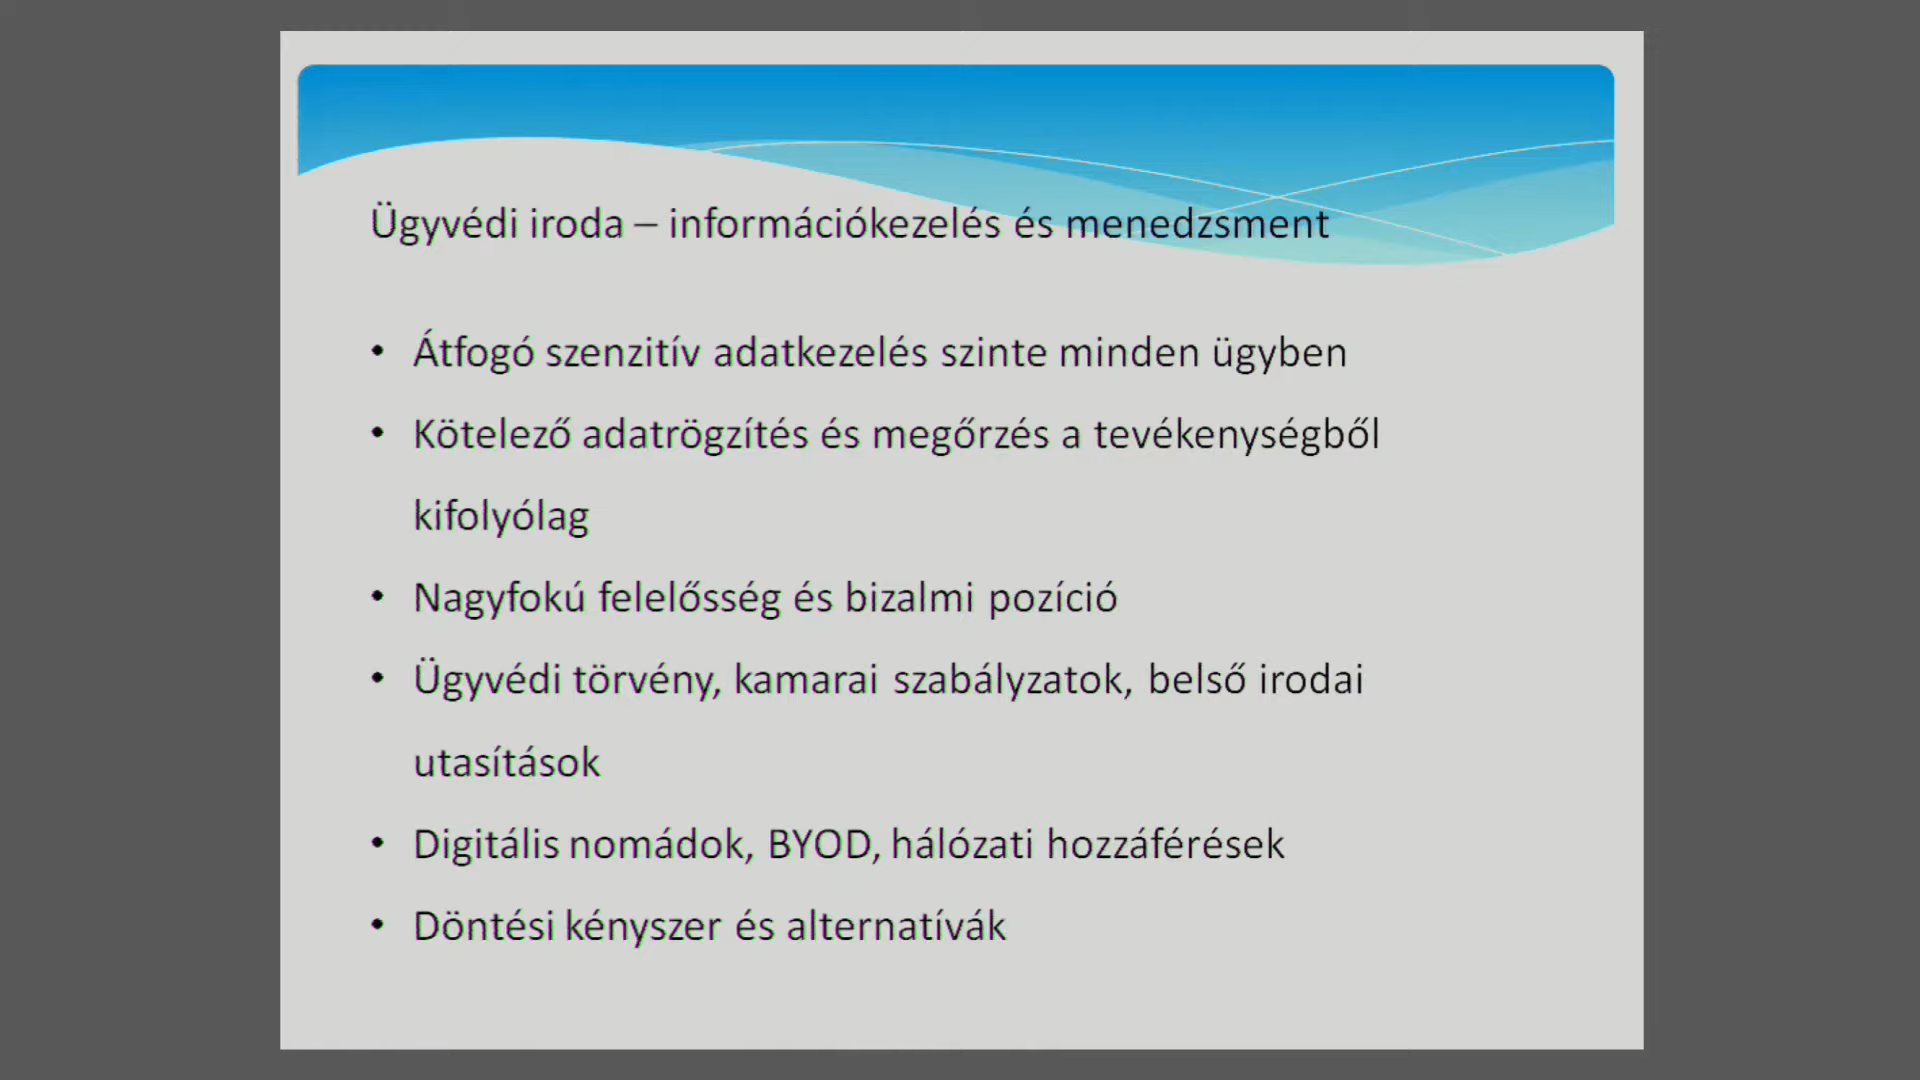 Ügyvédi iroda – információkezelés és menedzsment
• Átfogó szenzitív adatkezelés szinte minden ügyben
• Kötelező adatrögzítés és megőrzés a tevékenységből
kifolyólag
• Nagyfokú felelősség és bizalmi pozíció
• Ügyvédi törvény, kamarai szabályzatok, belső irodai
utasítások
• Digitális nomádok, BYOD, hálózati hozzáférések
• Döntési kényszer és alternatívák